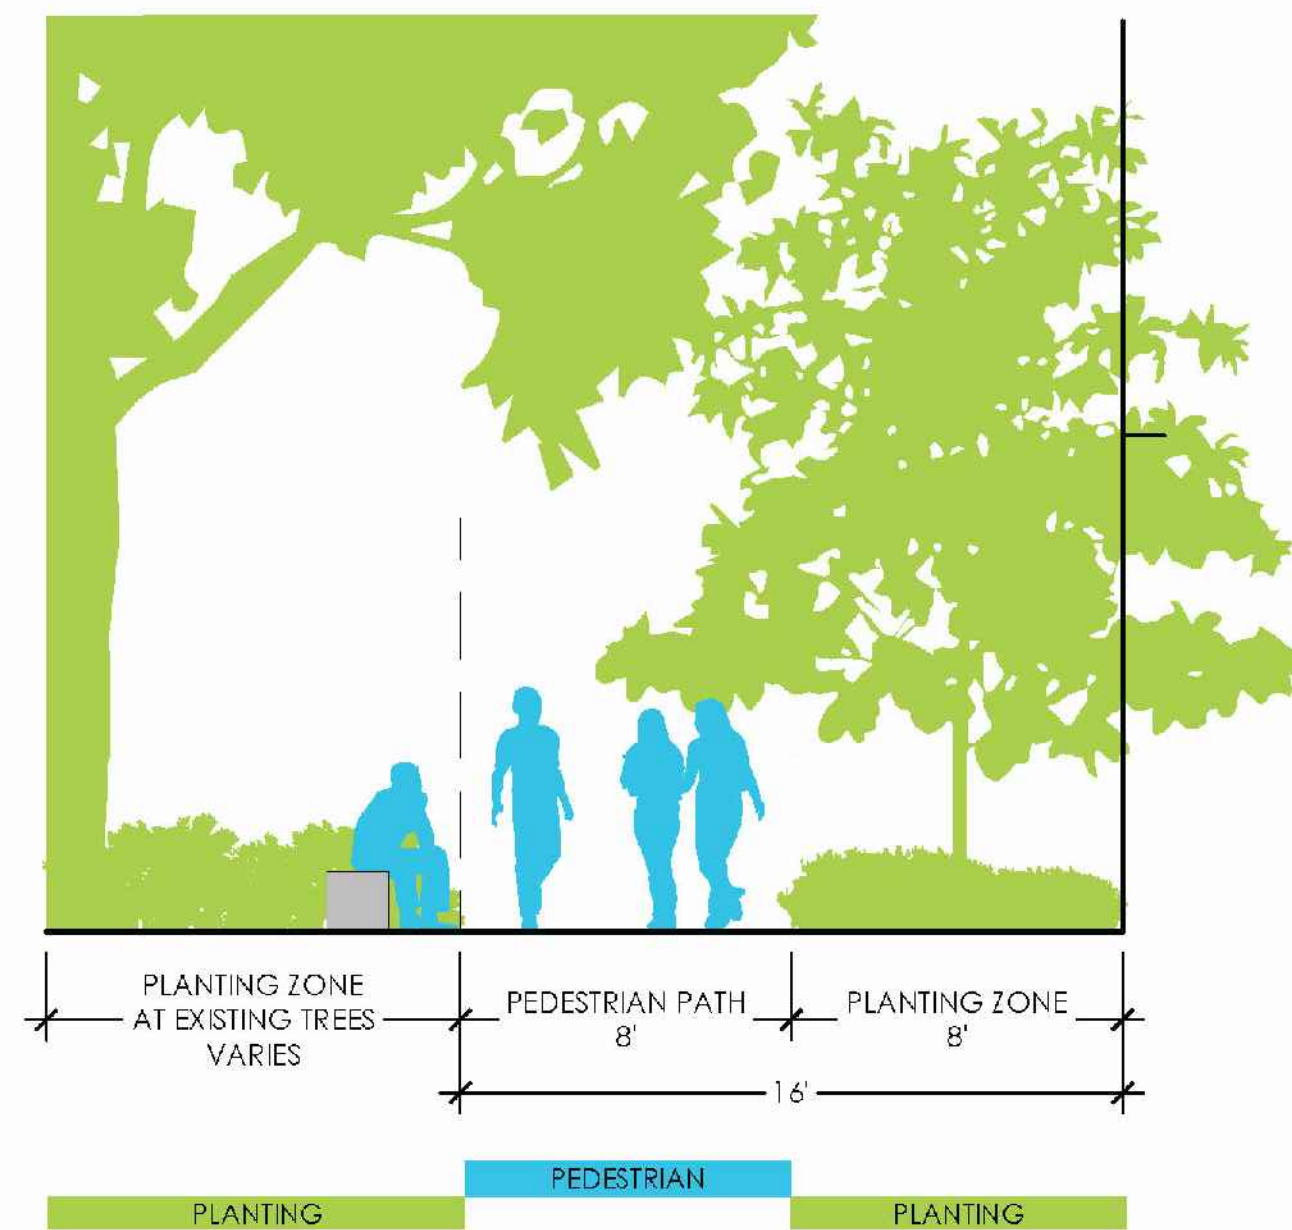 PLANTING ZONE
AT EXISTING TREES
VARIES
PEDESTRIAN PATH
8'
PLANTING ZONE
8'
16'
PEDESTRIAN
PLANTING
PLANTING